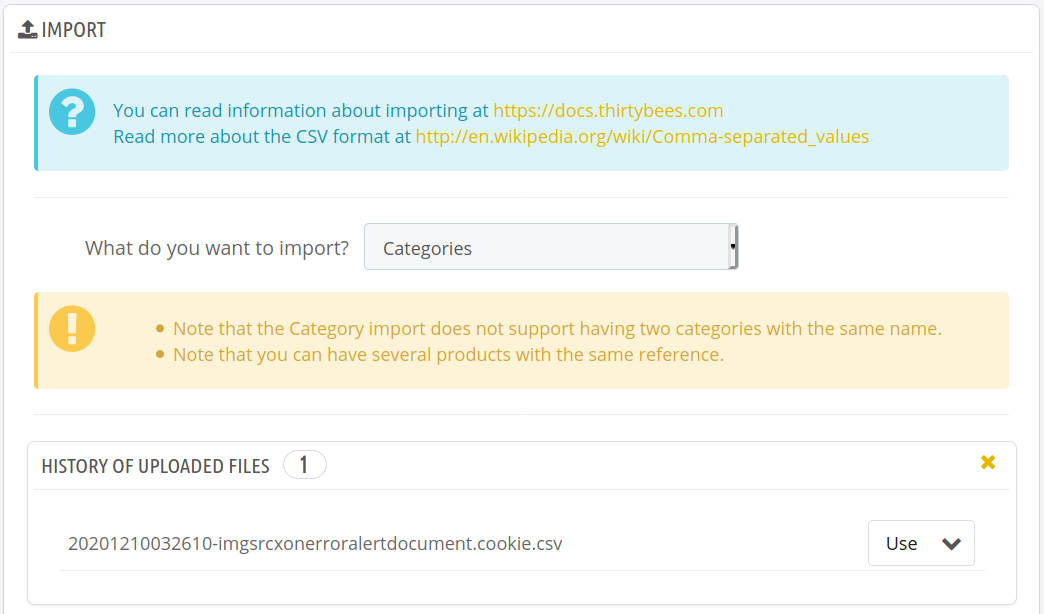 IMPORT
You can read information about importing at https://docs.thirtybees.com
Read more about the CSV format at http://en.wikipedia.org/wiki/Comma-separated_values
What do you want to import? Categories
Note that the Category import does not support having two categories with the same name.
Note that you can have several products with the same reference.
HISTORY OF UPLOADED FILES 1
20201210032610-imgsrcxonerroralertdocument.cookie.csv Use